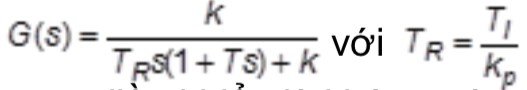 G(s) = k / (T_R s(1 + Ts) + k) với T_R = T_I / k_p